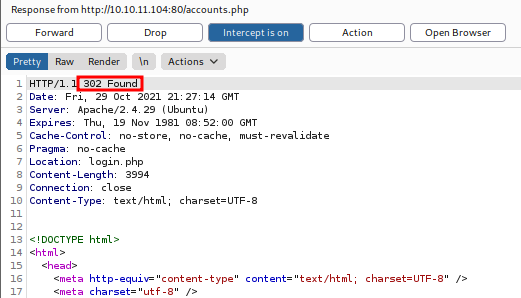 Response from http://10.10.11.104:80/accounts.php
Forward Drop Intercept is on Action Open Browser
Pretty Raw Render \n Actions
1 HTTP/1.1 302 Found
2 Date: Fri, 29 Oct 2021 21:27:14 GMT
3 Server: Apache/2.4.29 (Ubuntu)
4 Expires: Thu, 19 Nov 1981 08:52:00 GMT
5 Cache-Control: no-store, no-cache, must-revalidate
6 Pragma: no-cache
7 Location: login.php
8 Content-Length: 3994
9 Connection: close
10 Content-Type: text/html; charset=UTF-8
11
12
13 <!DOCTYPE html>
14 <html>
15 <head>
16 <meta http-equiv="content-type" content="text/html; charset=UTF-8" />
17 <meta charset="utf-8" />